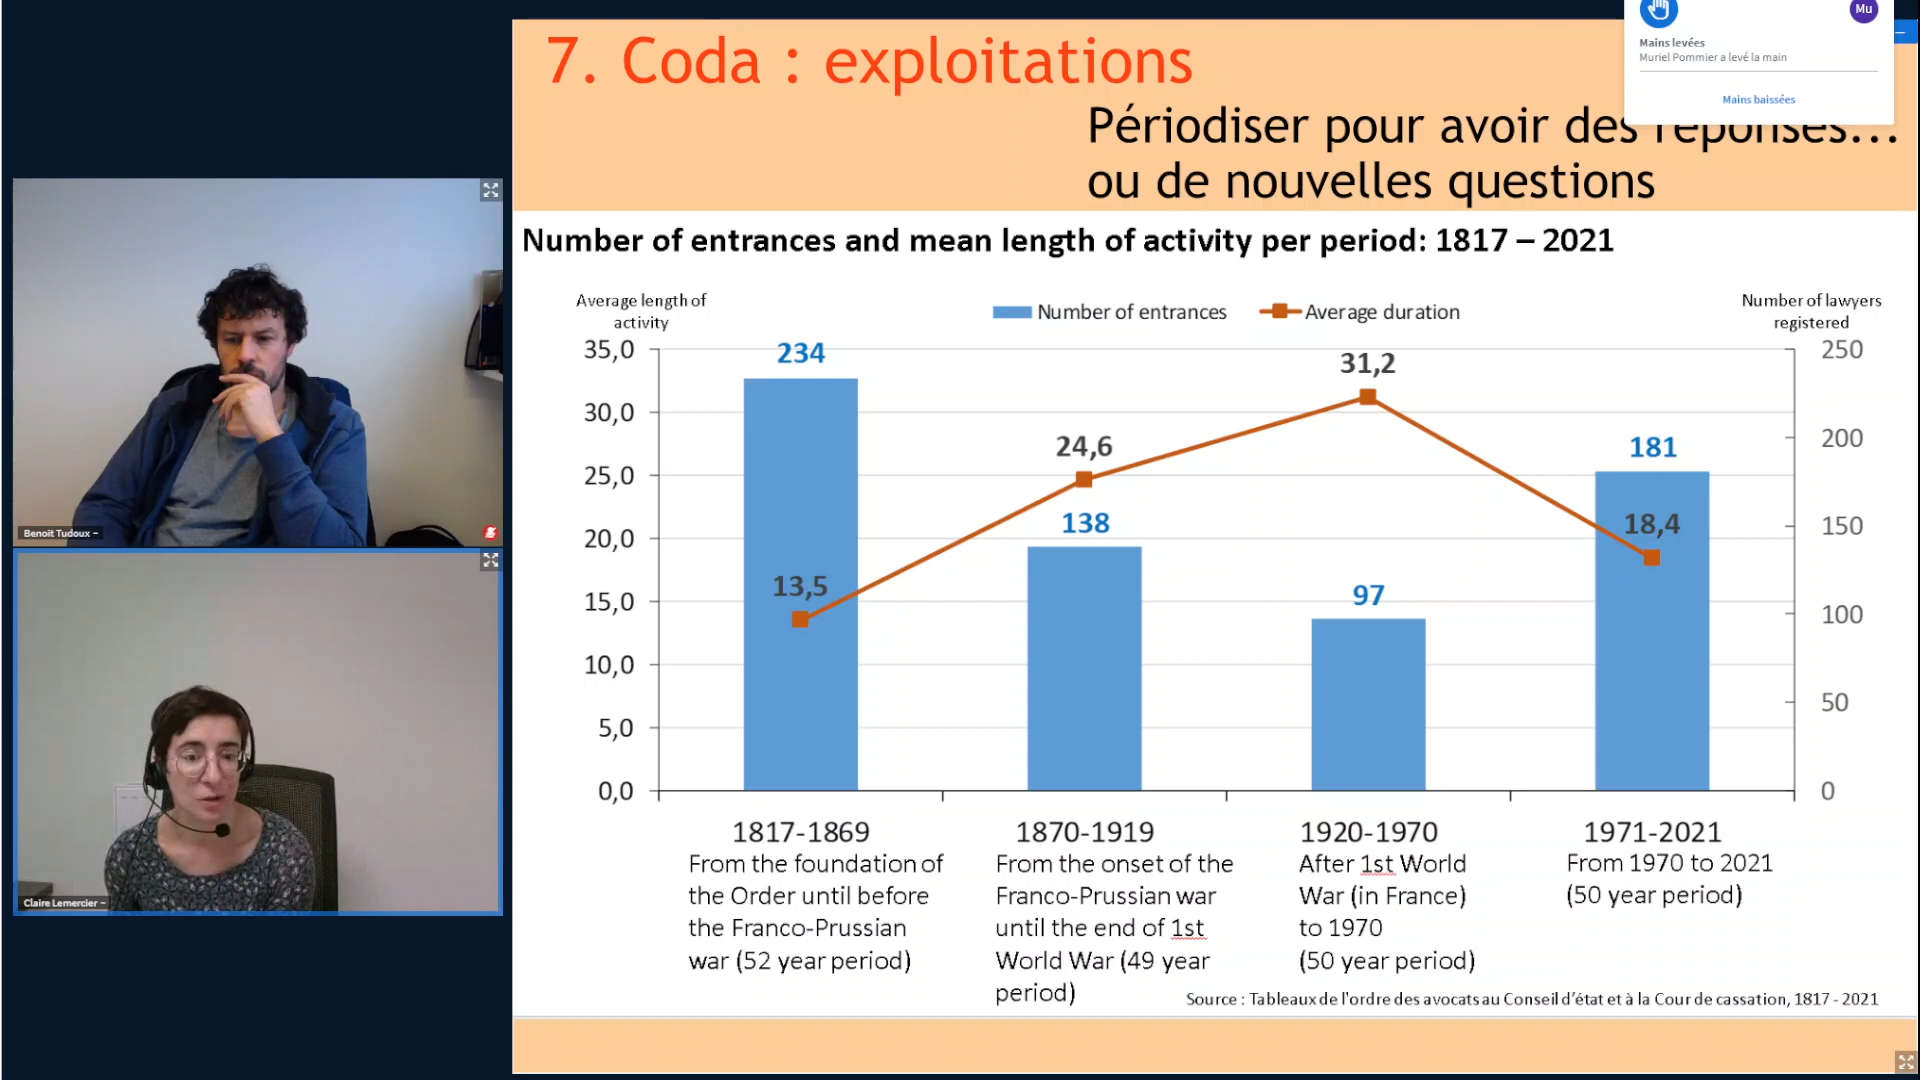 7. Coda : exploitations
Périodiser pour avoir des réponses...
ou de nouvelles questions
Mu
Mains levées
Muriel Pommier a levé la main
Mains baissées
Benoit Tudoux –
Claire Lemercier –
Number of entrances and mean length of activity per period: 1817 – 2021
Average length of
activity
Number of entrances
Average duration
Number of lawyers
registered
35,0
30,0
25,0
20,0
15,0
10,0
5,0
0,0
234
13,5
24,6
138
31,2
97
181
18,4
250
200
150
100
50
0
1817-1869
From the foundation of
the Order until before
the Franco-Prussian
war (52 year period)
1870-1919
From the onset of the
Franco-Prussian war
until the end of 1st
World War (49 year
period)
1920-1970
After 1st World
War (in France)
to 1970
(50 year period)
1971-2021
From 1970 to 2021
(50 year period)
Source : Tableaux de l'ordre des avocats au Conseil d'état et à la Cour de cassation, 1817 - 2021